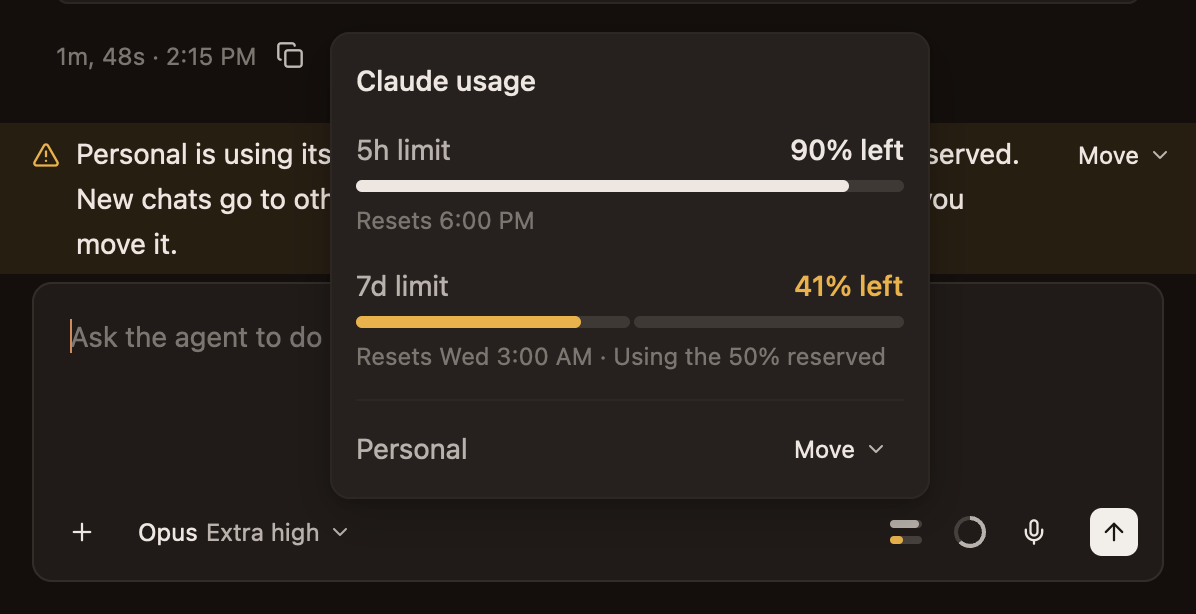 1m, 48s · 2:15 PM
Claude usage
5h limit
90% left
Resets 6:00 PM
7d limit
41% left
Resets Wed 3:00 AM · Using the 50% reserved
Personal
Move
Personal is using its
served.
New chats go to
move it.
Move
Ask the agent to do
Opus Extra high